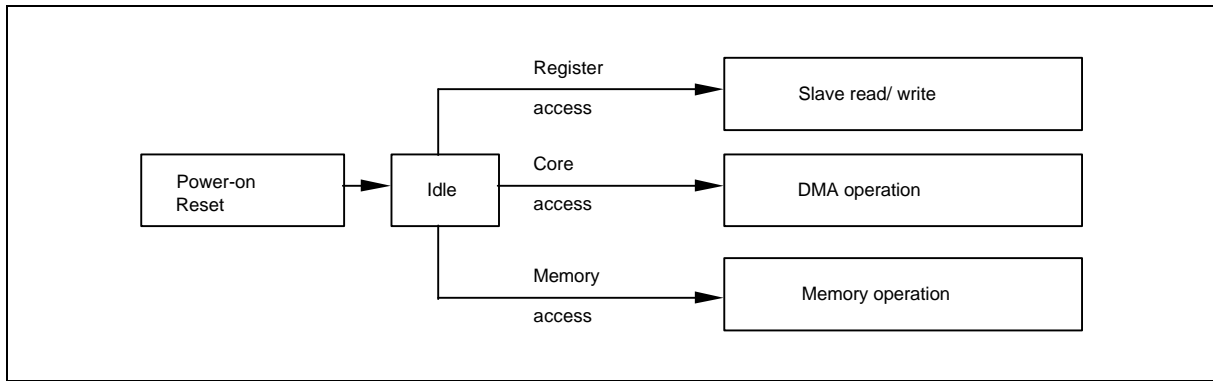 Register
access
Slave read/ write
Power-on
Reset
Idle
Core
access
DMA operation
Memory
access
Memory operation